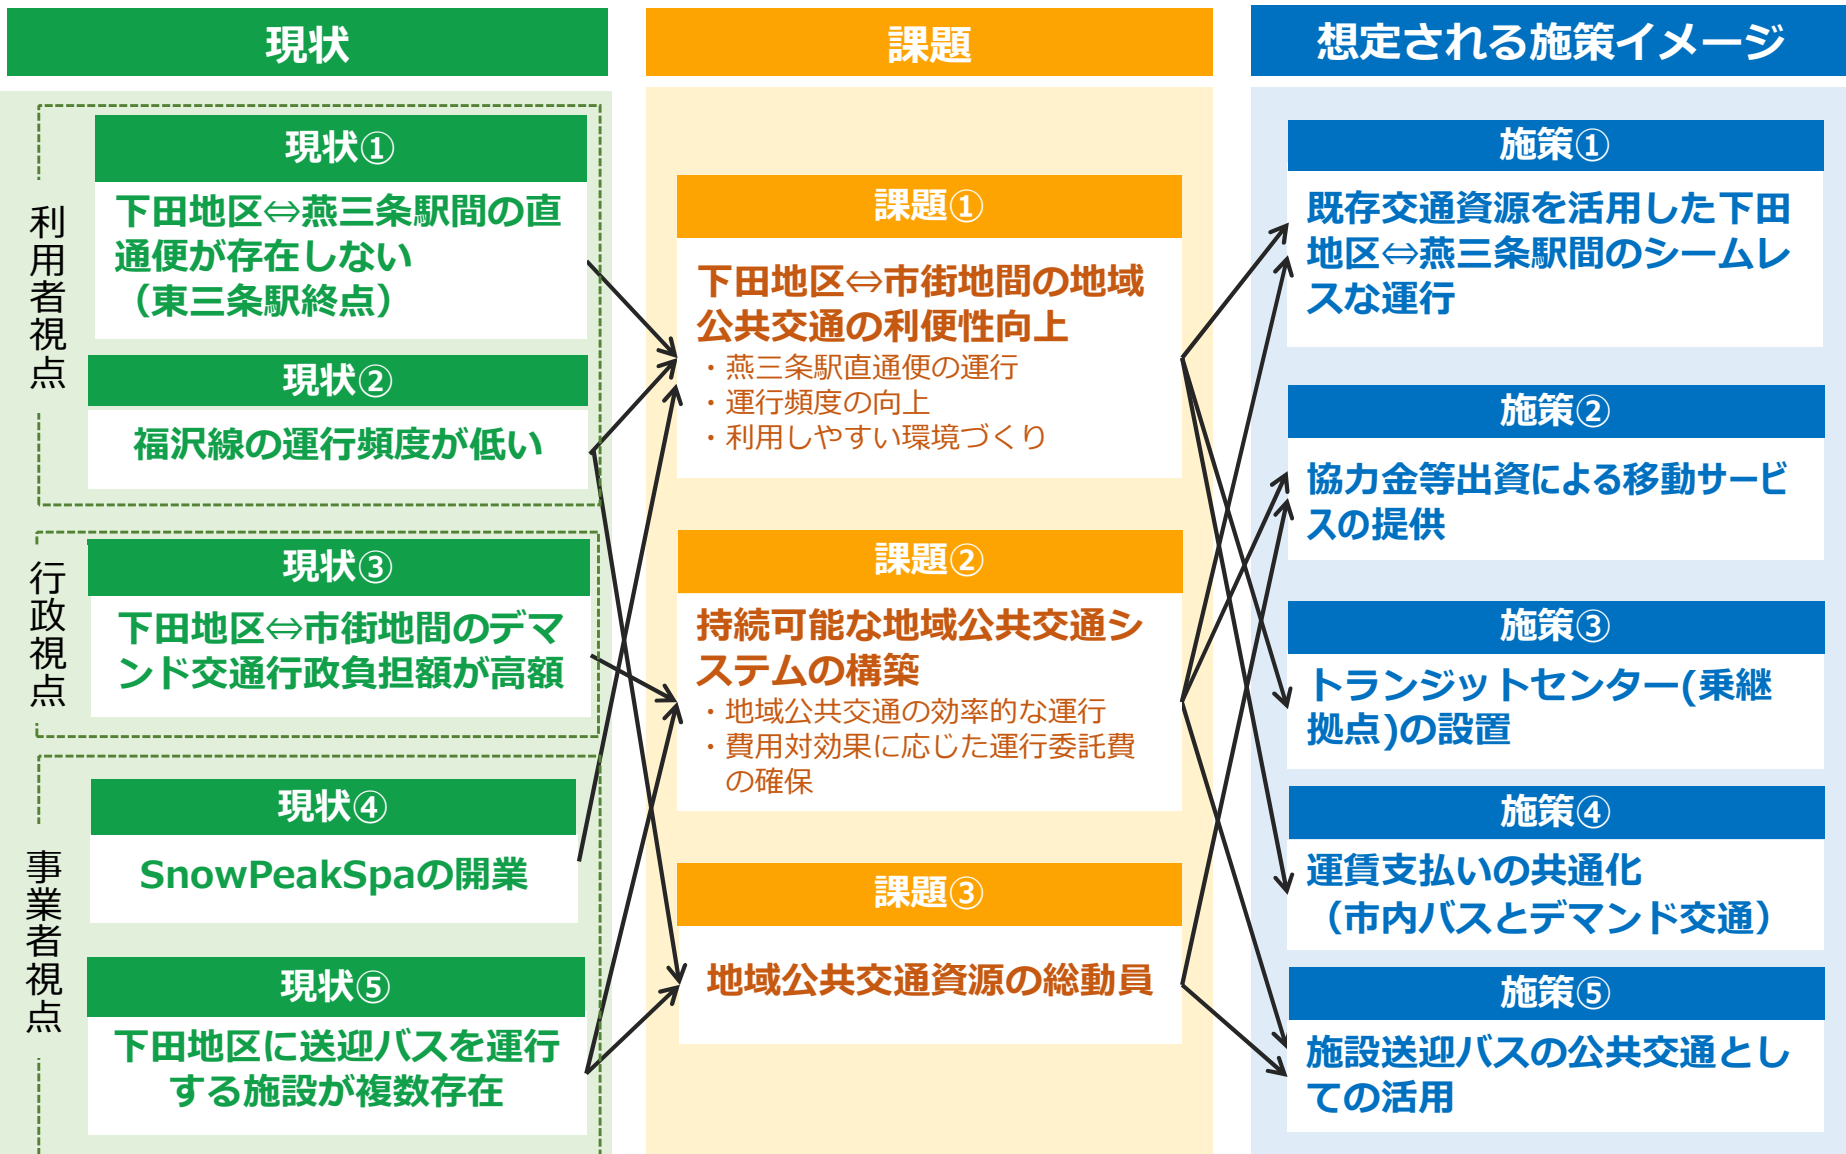 現状
利用者視点
現状①
下田地区⇔燕三条駅間の直
通便が存在しない
（東三条駅終点）
現状②
福沢線の運行頻度が低い
行政視点
現状③
下田地区⇔市街地間のデマ
ンド交通行政負担額が高額
事業者視点
現状④
SnowPeakSpaの開業
現状⑤
下田地区に送迎バスを運行
する施設が複数存在
課題
課題①
下田地区⇔市街地間の地域
公共交通の利便性向上
・燕三条駅直通便の運行
・運行頻度の向上
・利用しやすい環境づくり
課題②
持続可能な地域公共交通シ
ステムの構築
・地域公共交通の効率的な運行
・費用対効果に応じた運行委託費
の確保
課題③
地域公共交通資源の総動員
想定される施策イメージ
施策①
既存交通資源を活用した下田
地区⇔燕三条駅間のシームレ
スな運行
施策②
協力金等出資による移動サービ
スの提供
施策③
トランジットセンター(乗継
拠点)の設置
施策④
運賃支払いの共通化
（市内バスとデマンド交通）
施策⑤
施設送迎バスの公共交通とし
ての活用